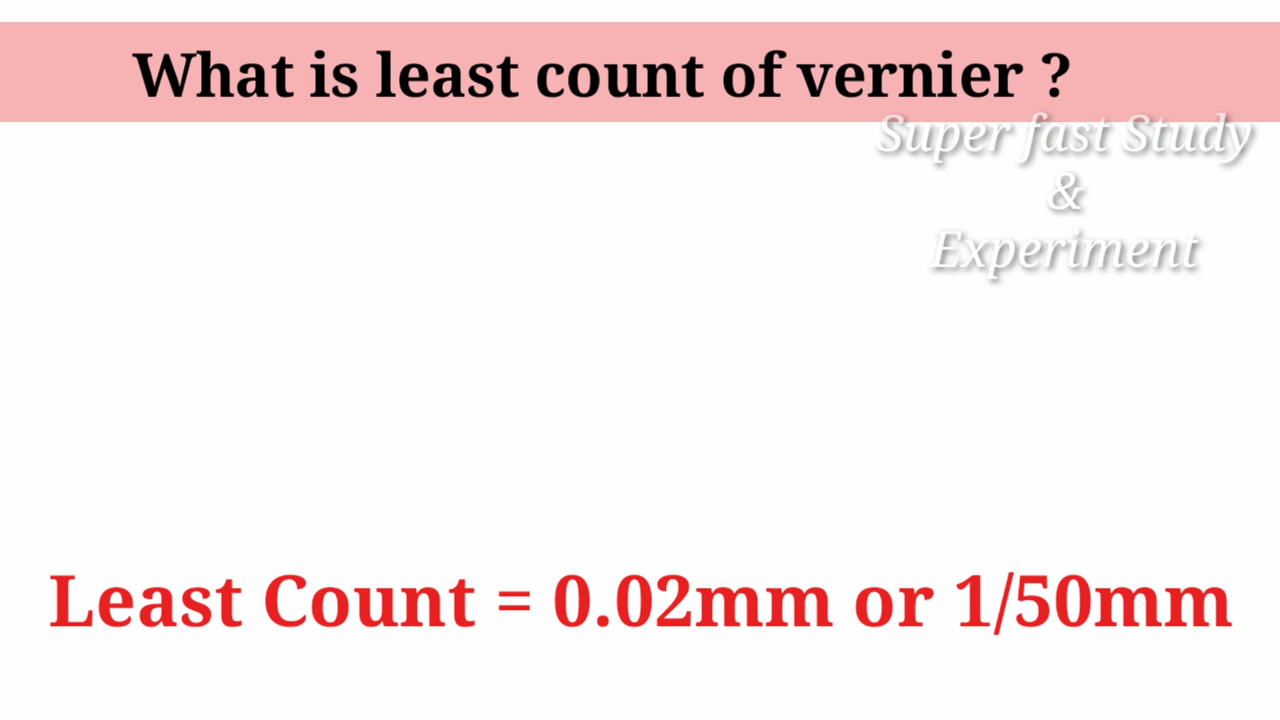 What is least count of vernier ?
Super fast Study
&
Experiment
Least Count = 0.02mm or 1/50mm